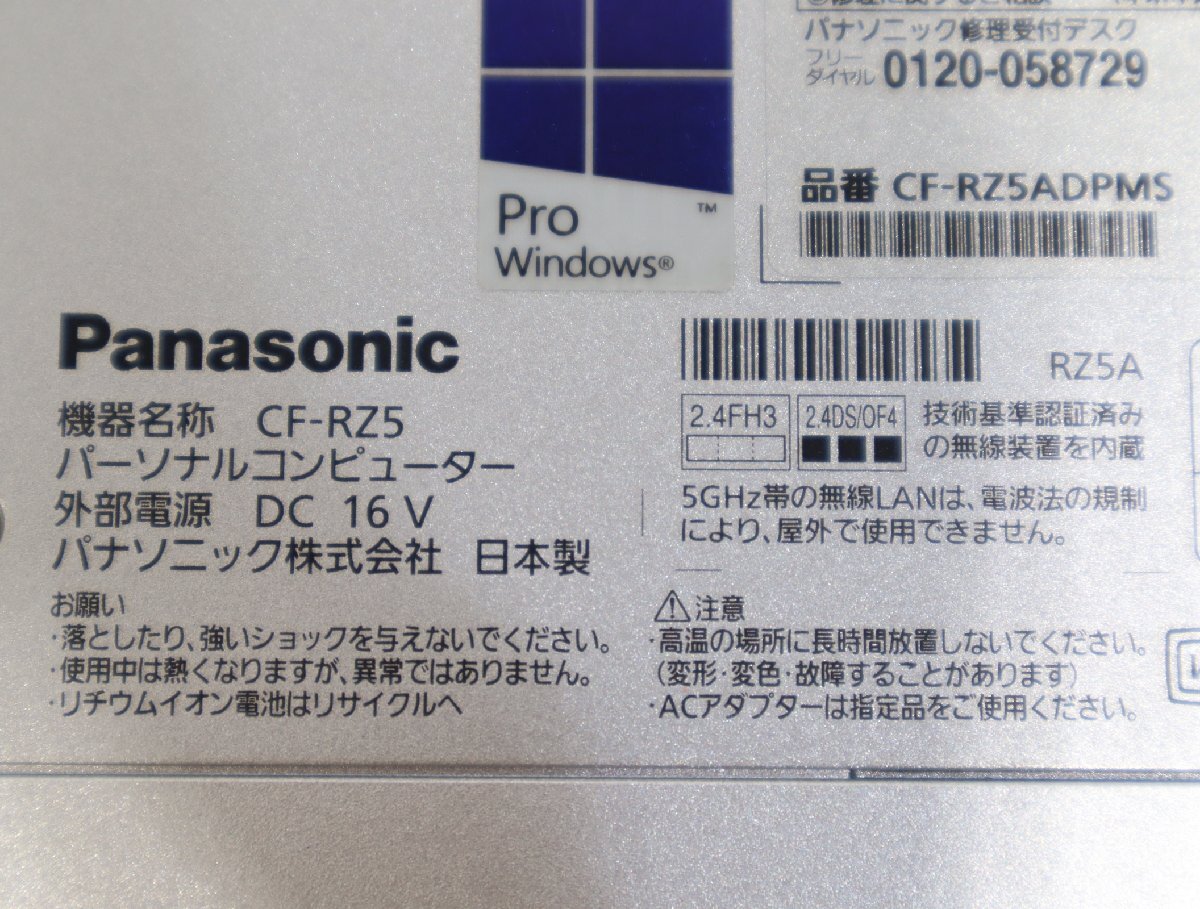 パナソニック修理受付デスク
フリーダイヤル 0120-058729
品番 CF-RZ5ADPMS
Pro ™
Windows®
Panasonic
機器名称 CF-RZ5
パーソナルコンピューター
外部電源 DC 16 V
パナソニック株式会社 日本製
お願い
・落としたり、強いショックを与えないでください。
・使用中は熱くなりますが、異常ではありません。
・リチウムイオン電池はリサイクルへ
RZ5A
2.4FH3
2.4DS/OF4
技術基準認証済み
の無線装置を内蔵
5GHz帯の無線LANは、電波法の規制
により、屋外で使用できません。
⚠注意
・高温の場所に長時間放置しないでください。
(変形・変色・故障することがあります)
・ACアダプターは指定品をご使用ください。